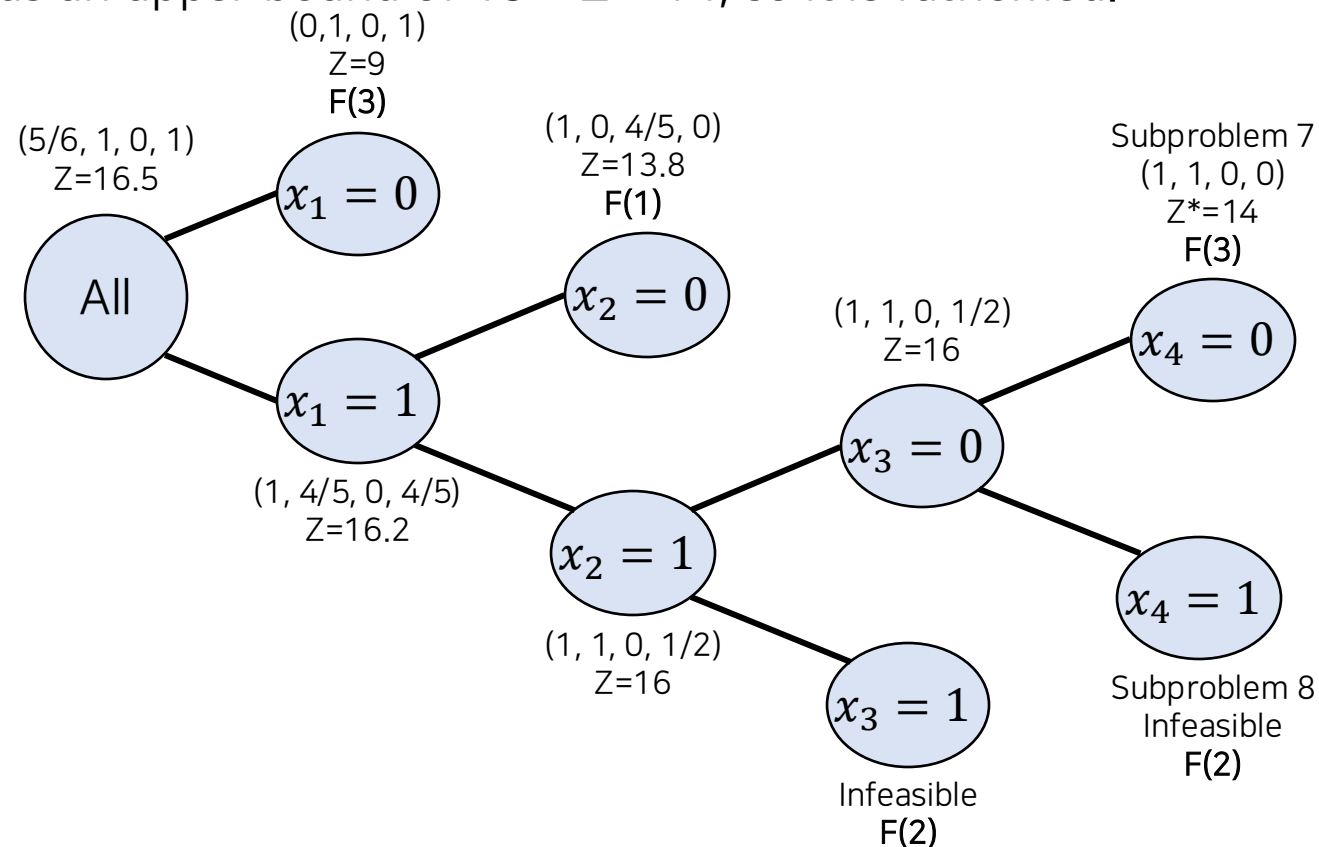 (0,1, 0, 1)
Z=9
F(3)
(5/6, 1, 0, 1)
Z=16.5
All
x₁ = 0
(1, 0, 4/5, 0)
Z=13.8
F(1)
x₂ = 0
x₁ = 1
(1, 4/5, 0, 4/5)
Z=16.2
x₂ = 1
(1, 1, 0, 1/2)
Z=16
(1, 1, 0, 1/2)
Z=16
x₃ = 0
x₃ = 1
Infeasible
F(2)
Subproblem 7
(1, 1, 0, 0)
Z*=14
F(3)
x₄ = 0
x₄ = 1
Subproblem 8
Infeasible
F(2)